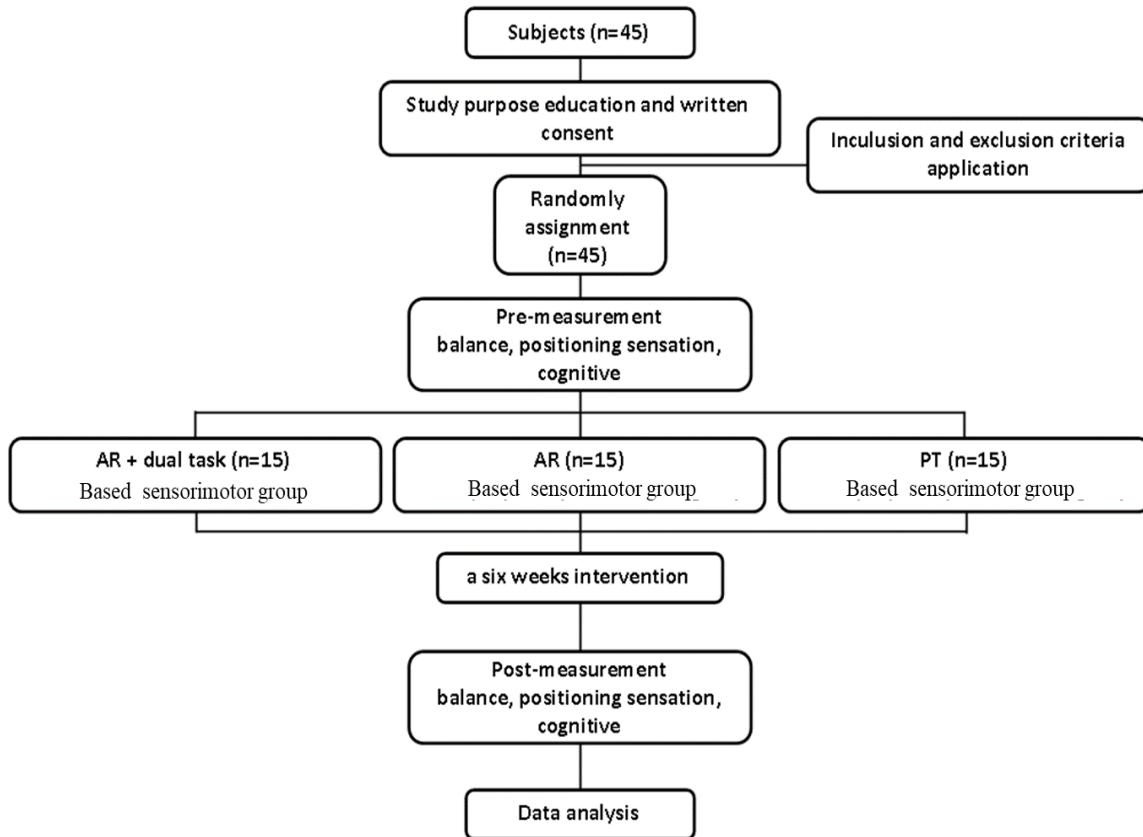 Subjects (n=45)
Study purpose education and written
consent
Inculusion and exclusion criteria
application
Randomly
assignment
(n=45)
Pre-measurement
balance, positioning sensation,
cognitive
AR + dual task (n=15)
Based sensorimotor group
AR (n=15)
Based sensorimotor group
PT (n=15)
Based sensorimotor group
a six weeks intervention
Post-measurement
balance, positioning sensation,
cognitive
Data analysis